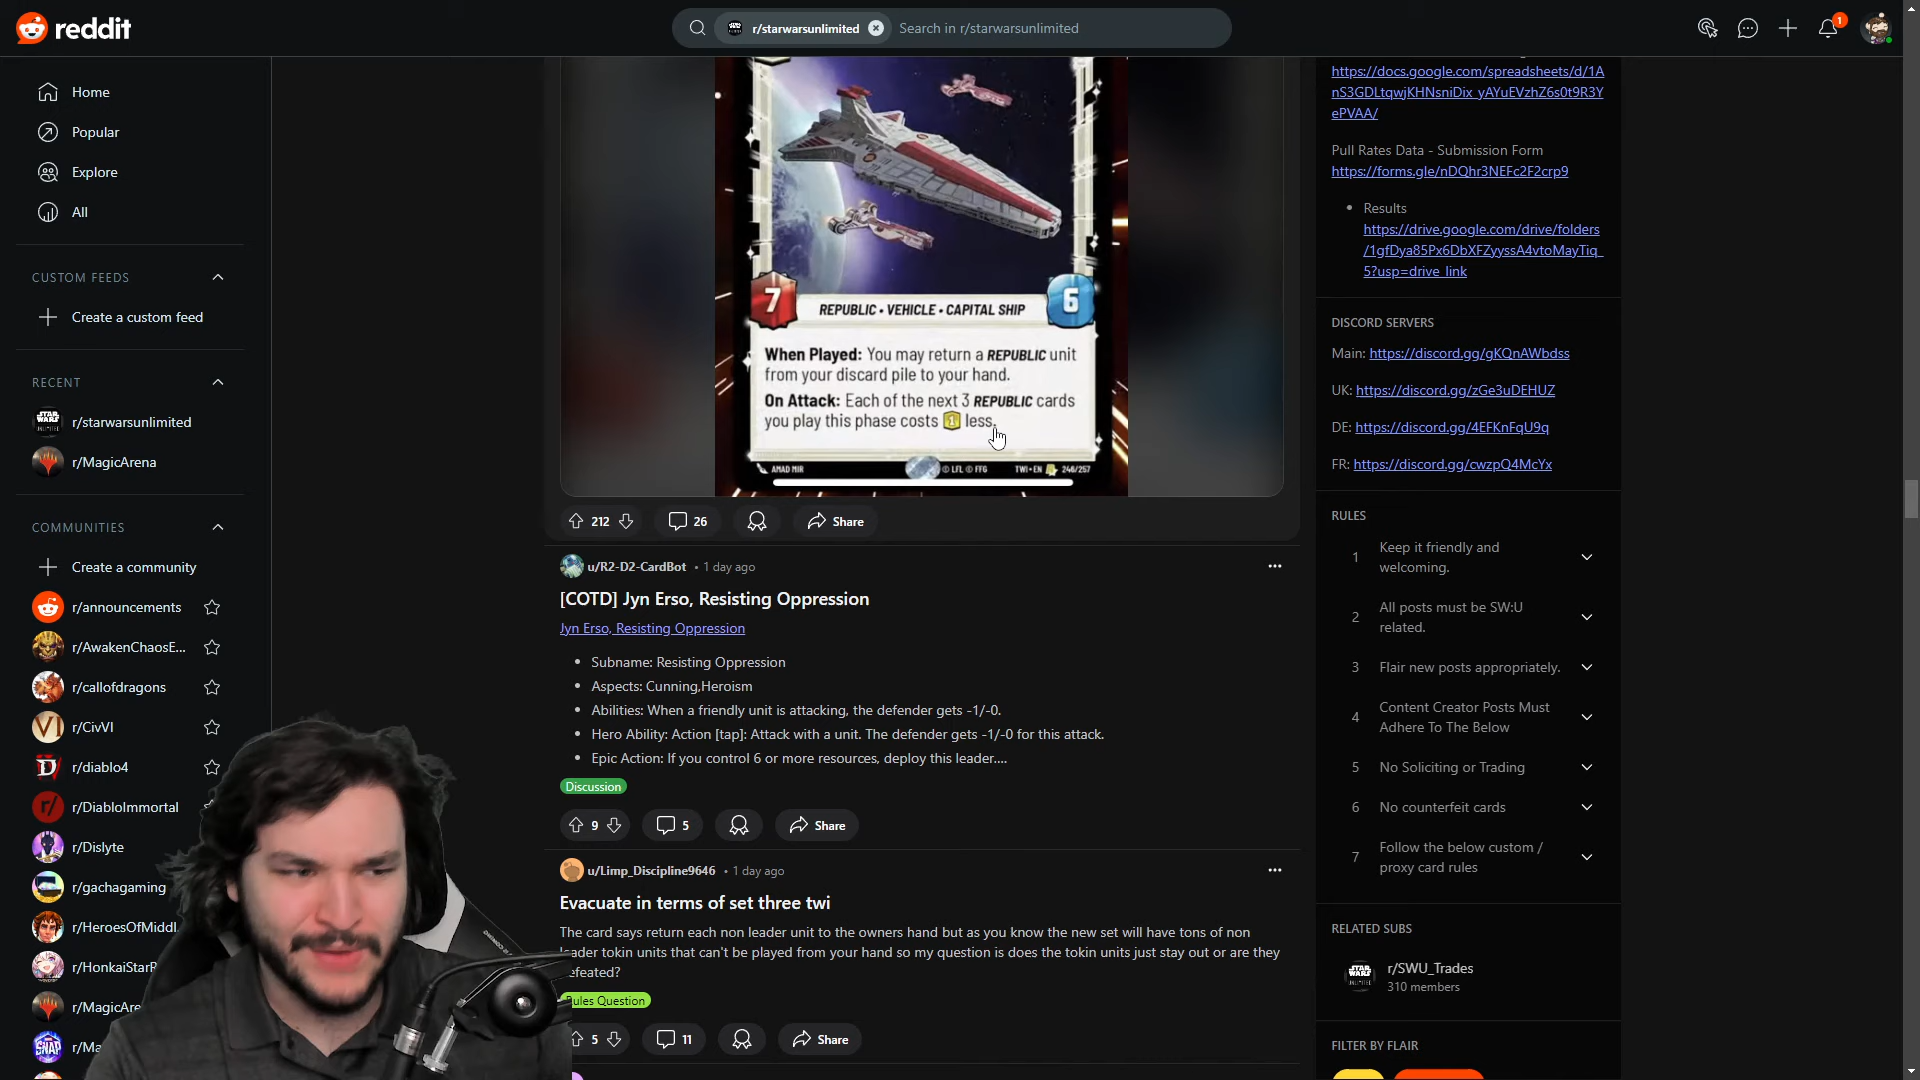 reddit
r/starwarsunlimited
Search in r/starwarsunlimited
1
Home
Popular
Explore
All
CUSTOM FEEDS
Create a custom feed
RECENT
r/starwarsunlimited
r/MagicArena
COMMUNITIES
Create a community
r/announcements
r/AwakenChaosE...
r/callofdragons
r/CivVI
r/diablo4
r/DiabloImmortal
r/Dislyte
r/gachagaming
r/HeroesOfMiddl
r/HonkaiStarR
r/MagicAre
r/Ma
7
REPUBLIC • VEHICLE • CAPITAL SHIP
6
When Played: You may return a REPUBLIC unit
from your discard pile to your hand.
On Attack: Each of the next 3 REPUBLIC cards
you play this phase costs 1 less.
AMAD MIR
© LFL © FFG
TWI • EN
246/257
212
26
Share
u/R2-D2-CardBot • 1 day ago
[COTD] Jyn Erso, Resisting Oppression
Jyn Erso, Resisting Oppression
• Subname: Resisting Oppression
• Aspects: Cunning,Heroism
• Abilities: When a friendly unit is attacking, the defender gets -1/-0.
• Hero Ability: Action [tap]: Attack with a unit. The defender gets -1/-0 for this attack.
• Epic Action: If you control 6 or more resources, deploy this leader....
Discussion
9
5
Share
u/Limp_Discipline9646 • 1 day ago
Evacuate in terms of set three twi
The card says return each non leader unit to the owners hand but as you know the new set will have tons of non
leader tokin units that can't be played from your hand so my question is does the tokin units just stay out or are they
efeated?
Rules Question
5
11
Share
https://docs.google.com/spreadsheets/d/1A
nS3GDLtqwjKHNsniDix_yAYuEVzhZ6s0t9R3Y
ePVAA/
Pull Rates Data - Submission Form
https://forms.gle/nDQhr3NEFc2F2crp9
• Results
https://drive.google.com/drive/folders
/1gfDya85Px6DbXFZyyssA4vtoMayTiq_
5?usp=drive_link
DISCORD SERVERS
Main: https://discord.gg/gKQnAWbdss
UK: https://discord.gg/zGe3uDEHUZ
DE: https://discord.gg/4EFKnFqU9q
FR: https://discord.gg/cwzpQ4McYx
RULES
1 Keep it friendly and
welcoming.
2 All posts must be SW:U
related.
3 Flair new posts appropriately.
4 Content Creator Posts Must
Adhere To The Below
5 No Soliciting or Trading
6 No counterfeit cards
7 Follow the below custom /
proxy card rules
RELATED SUBS
r/SWU_Trades
310 members
FILTER BY FLAIR